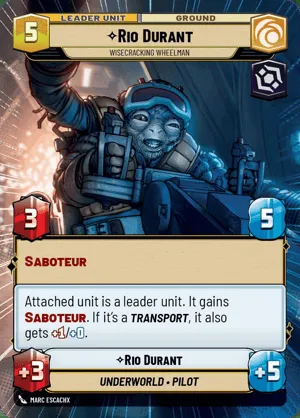 LEADER UNIT GROUND
5 ✧RIO DURANT
WISECRACKING WHEELMAN
3 5
SABOTEUR
Attached unit is a leader unit. It gains
SABOTEUR. If it's a TRANSPORT, it also
gets +1/+0.
✧RIO DURANT
+3 UNDERWORLD • PILOT +5
MARC ESCACHX